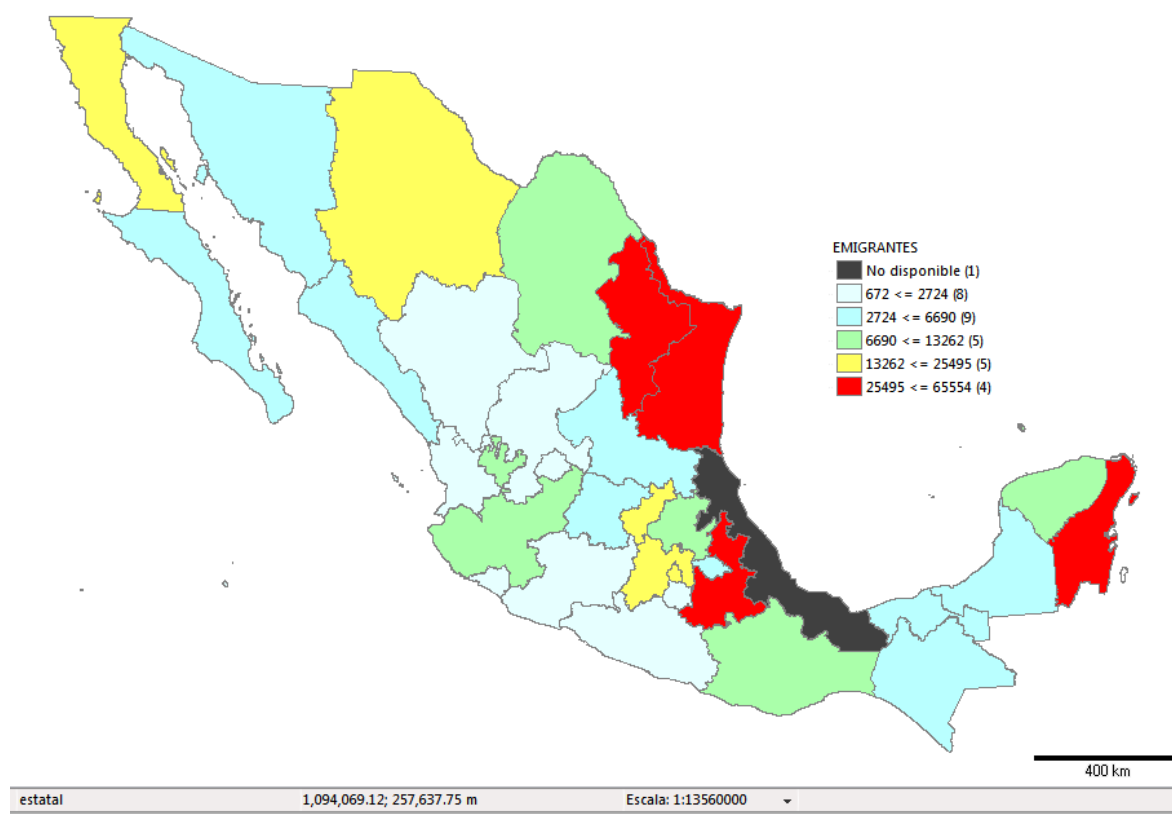 EMIGRANTES
No disponible (1)
672 <= 2724 (8)
2724 <= 6690 (9)
6690 <= 13262 (5)
13262 <= 25495 (5)
25495 <= 65554 (4)
400 km
estatal 1,094,069.12; 257,637.75 m Escala: 1:13560000